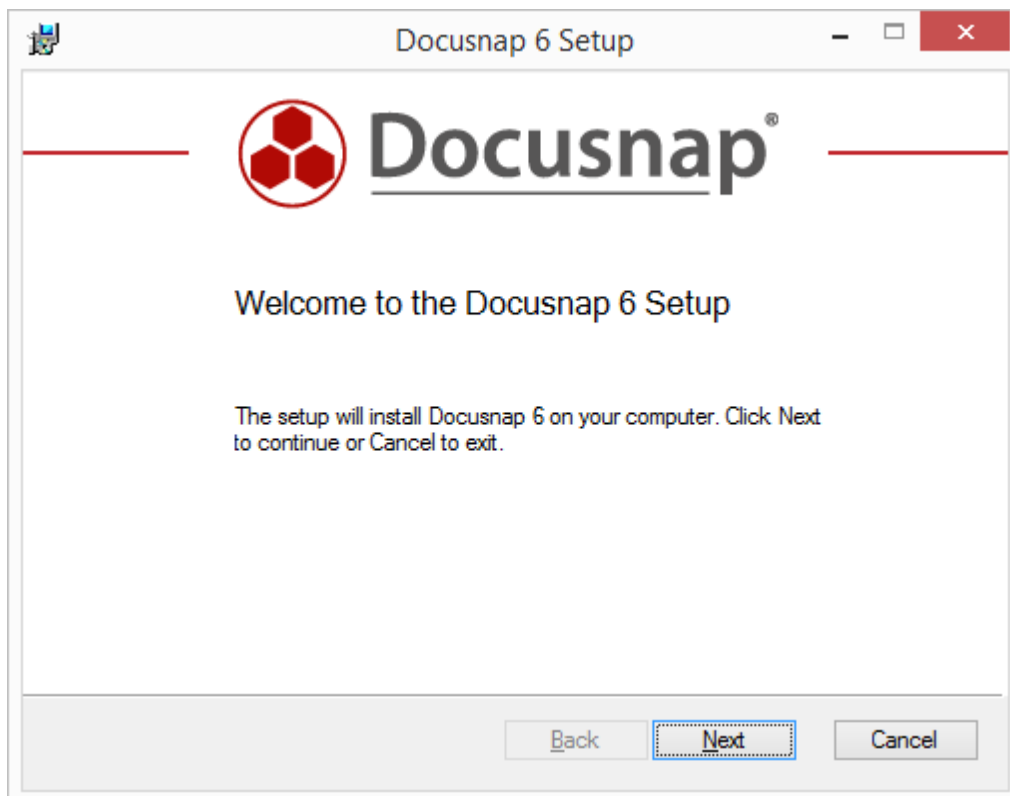 Docusnap 6 Setup
Docusnap®
Welcome to the Docusnap 6 Setup
The setup will install Docusnap 6 on your computer. Click Next
to continue or Cancel to exit.
Back Next Cancel